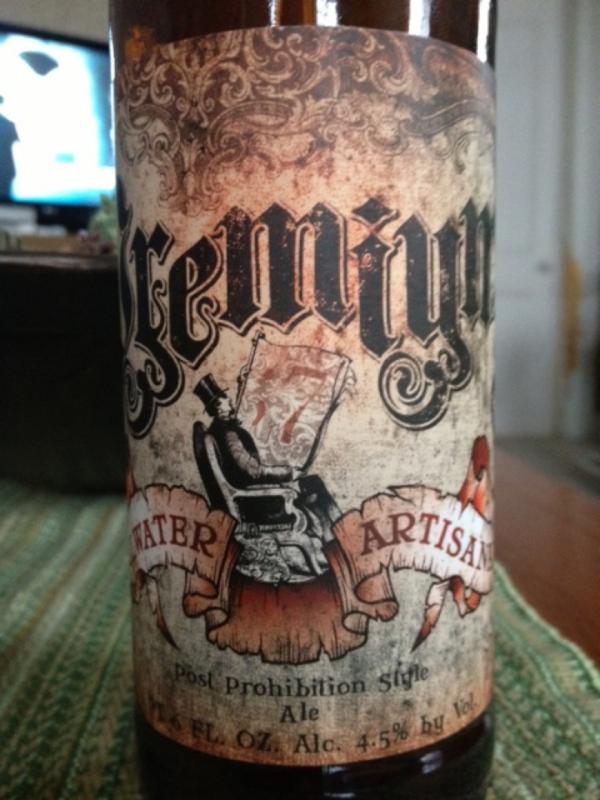 Premium
WATER ARTISAN
Post Prohibition Style
Ale
FL. OZ. Alc. 4.5% by Vol.